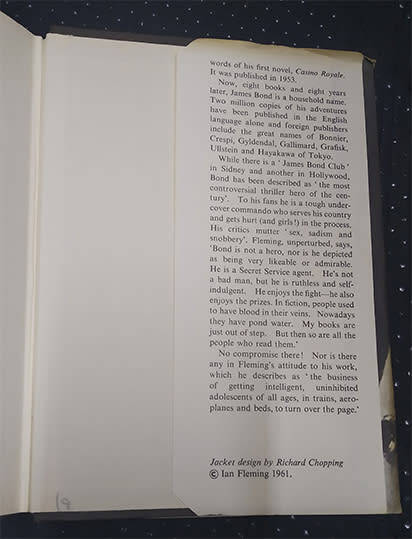 words of his first novel, Casino Royale.
It was published in 1953.
Now, eight books and eight years
later, James Bond is a household name.
Two million copies of his adventures
have been published in the English
language alone and foreign publishers
include the great names of Bonnier,
Crespi, Gyldendal, Gallimard, Grafisk,
Ullstein and Hayakawa of Tokyo.
While there is a ‘James Bond Club’
in Sidney and another in Hollywood,
Bond has been described as ‘the most
controversial thriller hero of the cen-
tury’. To his fans he is a tough under-
cover commando who serves his country
and gets hurt (and girls!) in the process.
His critics mutter ‘sex, sadism and
snobbery’. Fleming, unperturbed, says,
‘Bond is not a hero, nor is he depicted
as being very likeable or admirable.
He is a Secret Service agent. He's not
a bad man, but he is ruthless and self-
indulgent. He enjoys the fight—he also
enjoys the prizes. In fiction, people used
to have blood in their veins. Nowadays
they have pond water. My books are
just out of step. But then so are all the
people who read them.’
No compromise there! Nor is there
any in Fleming's attitude to his work,
which he describes as ‘the business
of getting intelligent, uninhibited
adolescents of all ages, in trains, aero-
planes and beds, to turn over the page.’
Jacket design by Richard Chopping
© Ian Fleming 1961.